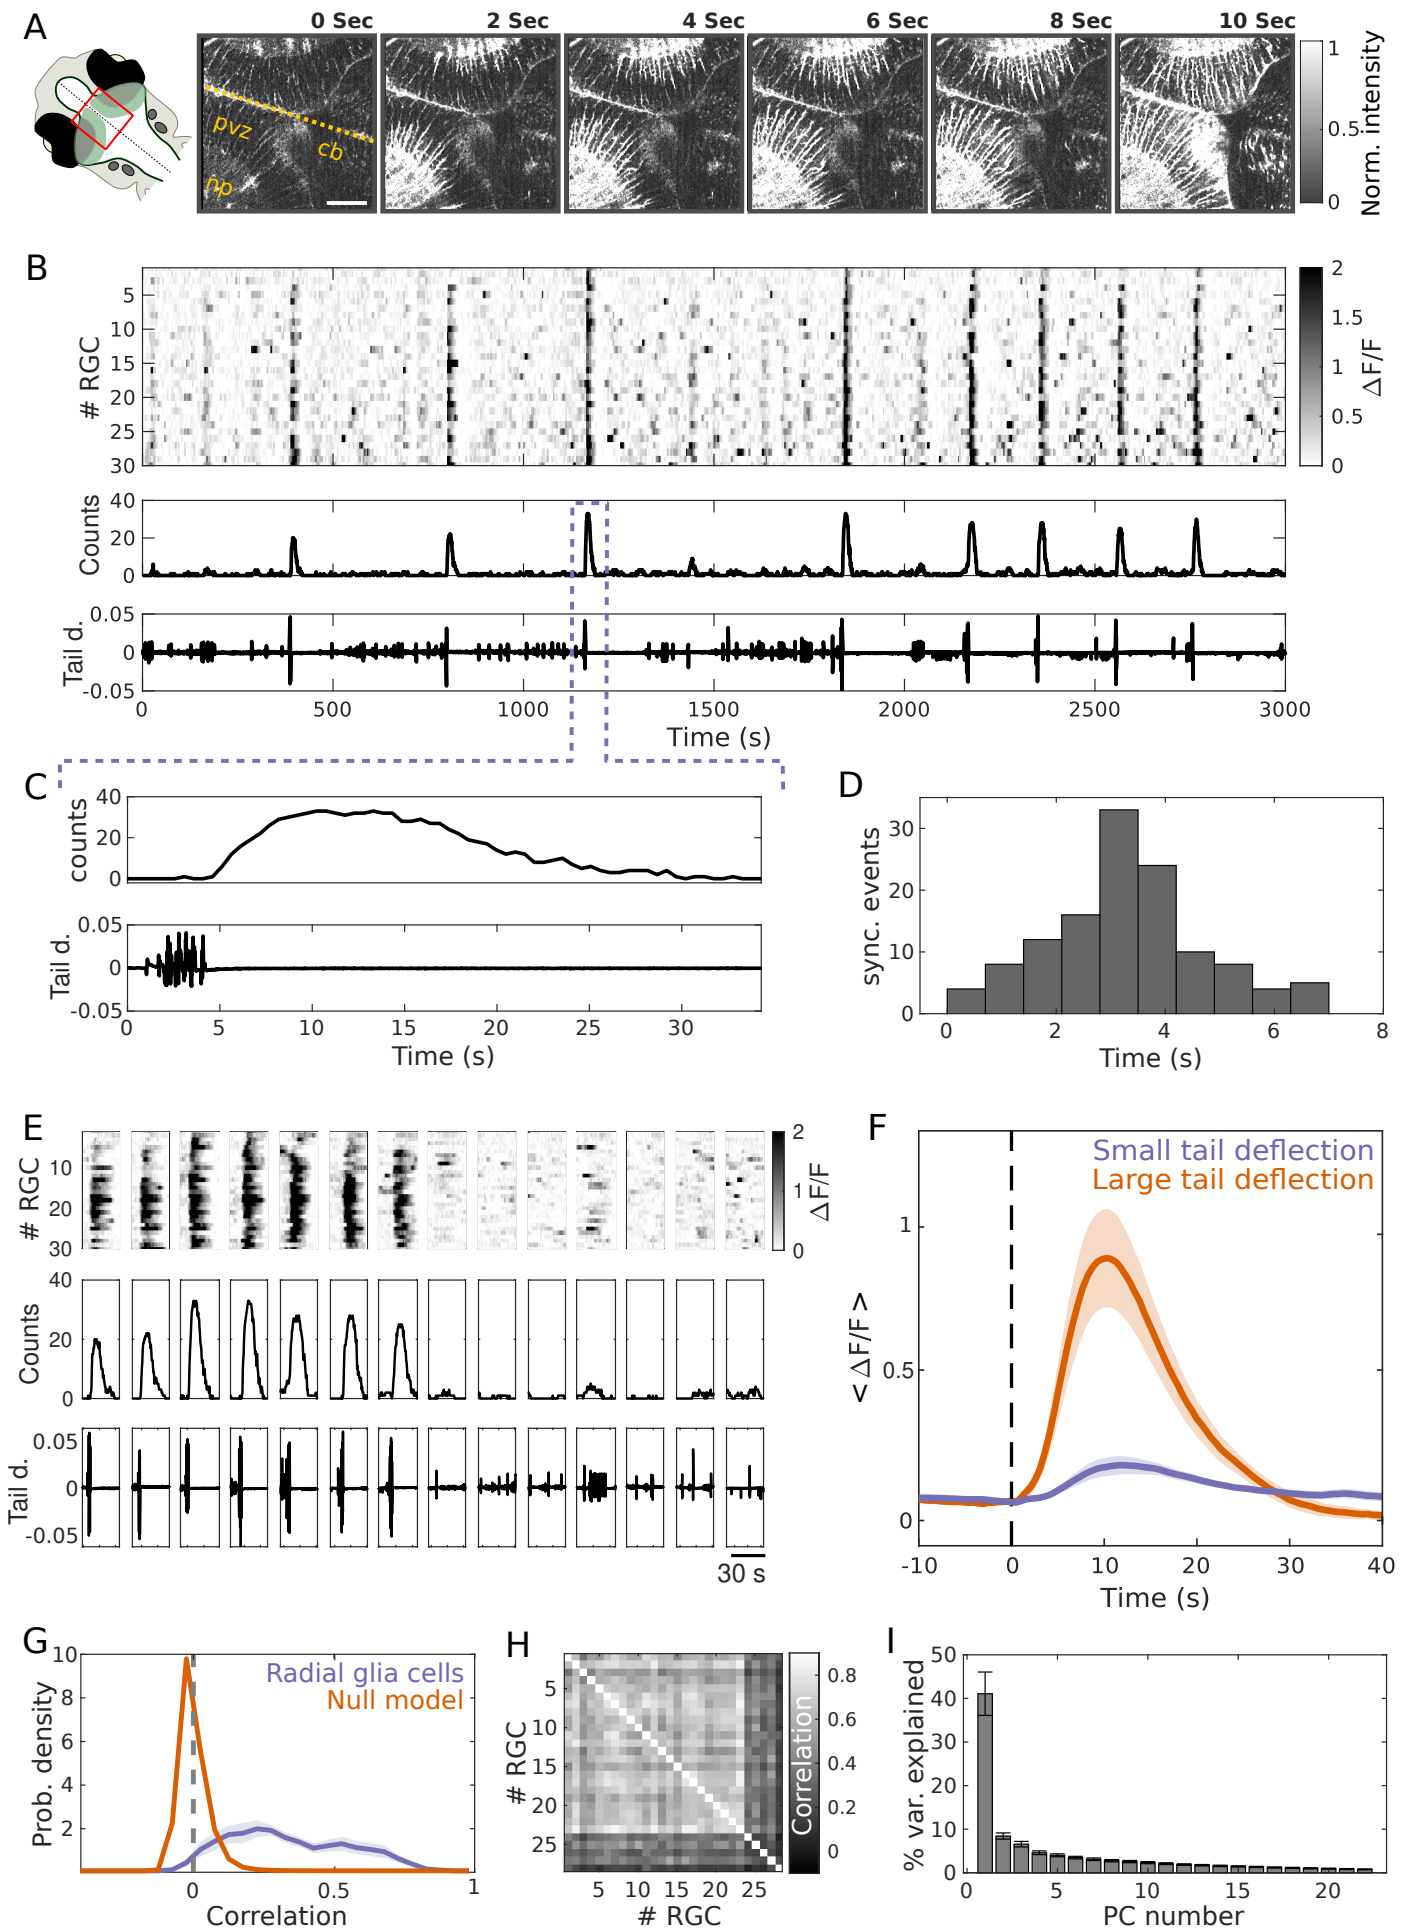 A
0 Sec 2 Sec 4 Sec 6 Sec 8 Sec 10 Sec
pvz
cb
np
1
0.5
0
Norm. intensity
B
# RGC
5
10
15
20
25
30
2
1.5
1
0.5
0
ΔF/F
Counts
40
20
0
Tail d.
0.05
0
-0.05
0 500 1000 1500 2000 2500 3000
Time (s)
C
counts
40
20
0
Tail d.
0.05
0
-0.05
0 5 10 15 20 25 30
Time (s)
D
sync. events
30
20
10
0
0 2 4 6 8
Time (s)
E
# RGC
10
20
30
2
1
0
ΔF/F
Counts
40
20
0
Tail d.
0.05
0
-0.05
30 s
F
Small tail deflection
Large tail deflection
<ΔF/F>
1
0.5
0
-10 0 10 20 30 40
Time (s)
G
Radial glia cells
Null model
Prob. density
10
8
6
4
2
0 0.5 1
Correlation
H
# RGC
5
10
15
20
25
5 10 15 20 25
# RGC
Correlation
0.8
0.6
0.4
0.2
0
I
% var. explained
50
40
30
20
10
0
0 5 10 15 20
PC number